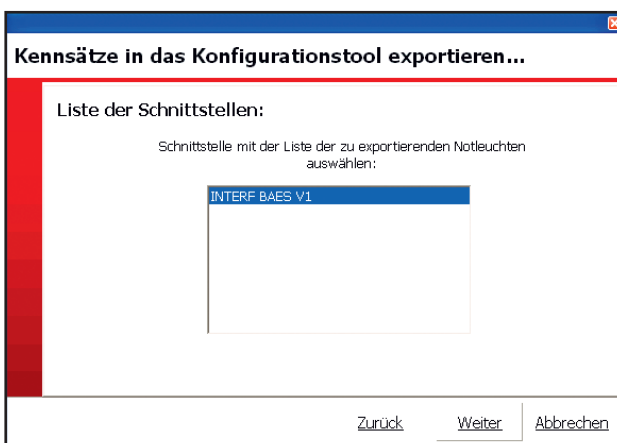 Kennsätze in das Konfigurationstool exportieren...
Liste der Schnittstellen:
Schnittstelle mit der Liste der zu exportierenden Notleuchten
auswählen:
INTERF BAES V1
Zurück Weiter Abbrechen